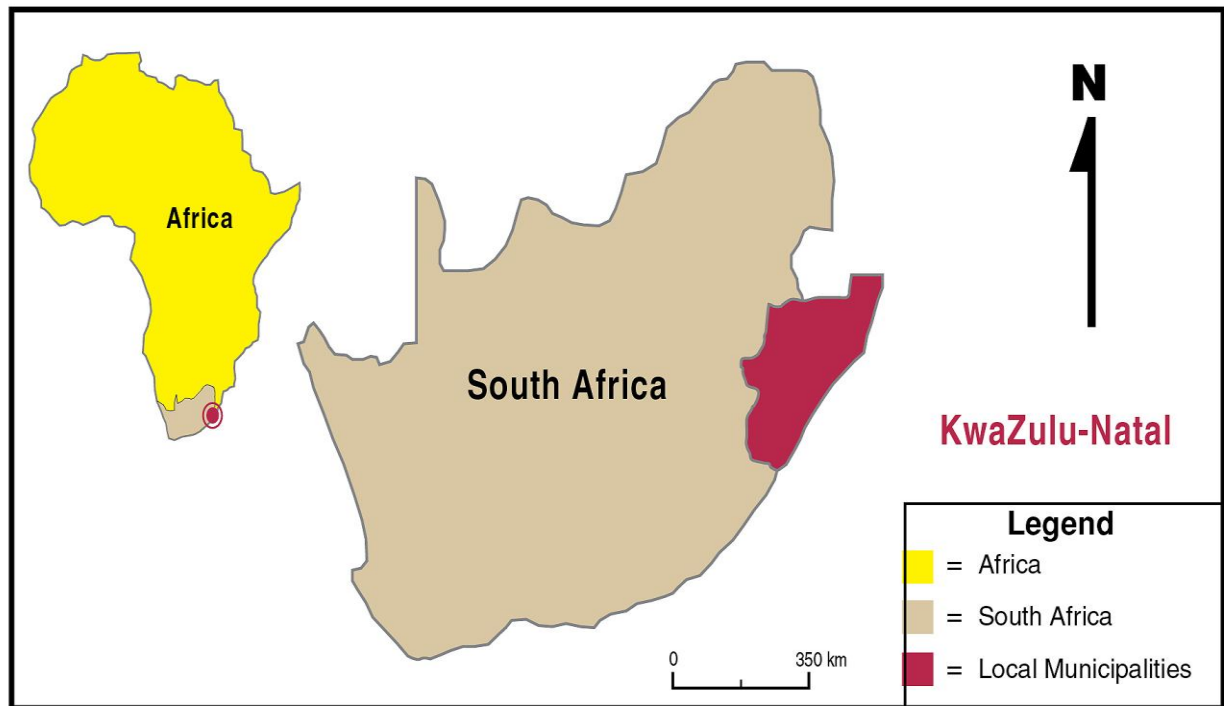 Africa
South Africa
N
KwaZulu-Natal
Legend
= Africa
= South Africa
= Local Municipalities
0 350 km